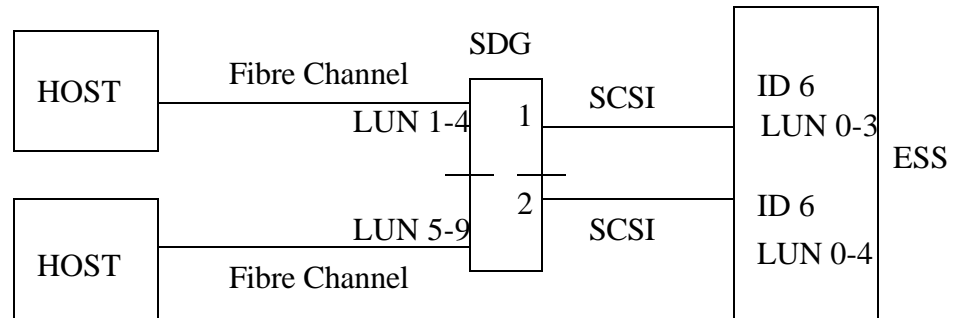 SDG
HOST
Fibre Channel
LUN 1-4
1
SCSI
ID 6
LUN 0-3
ESS
HOST
LUN 5-9
Fibre Channel
2
SCSI
ID 6
LUN 0-4